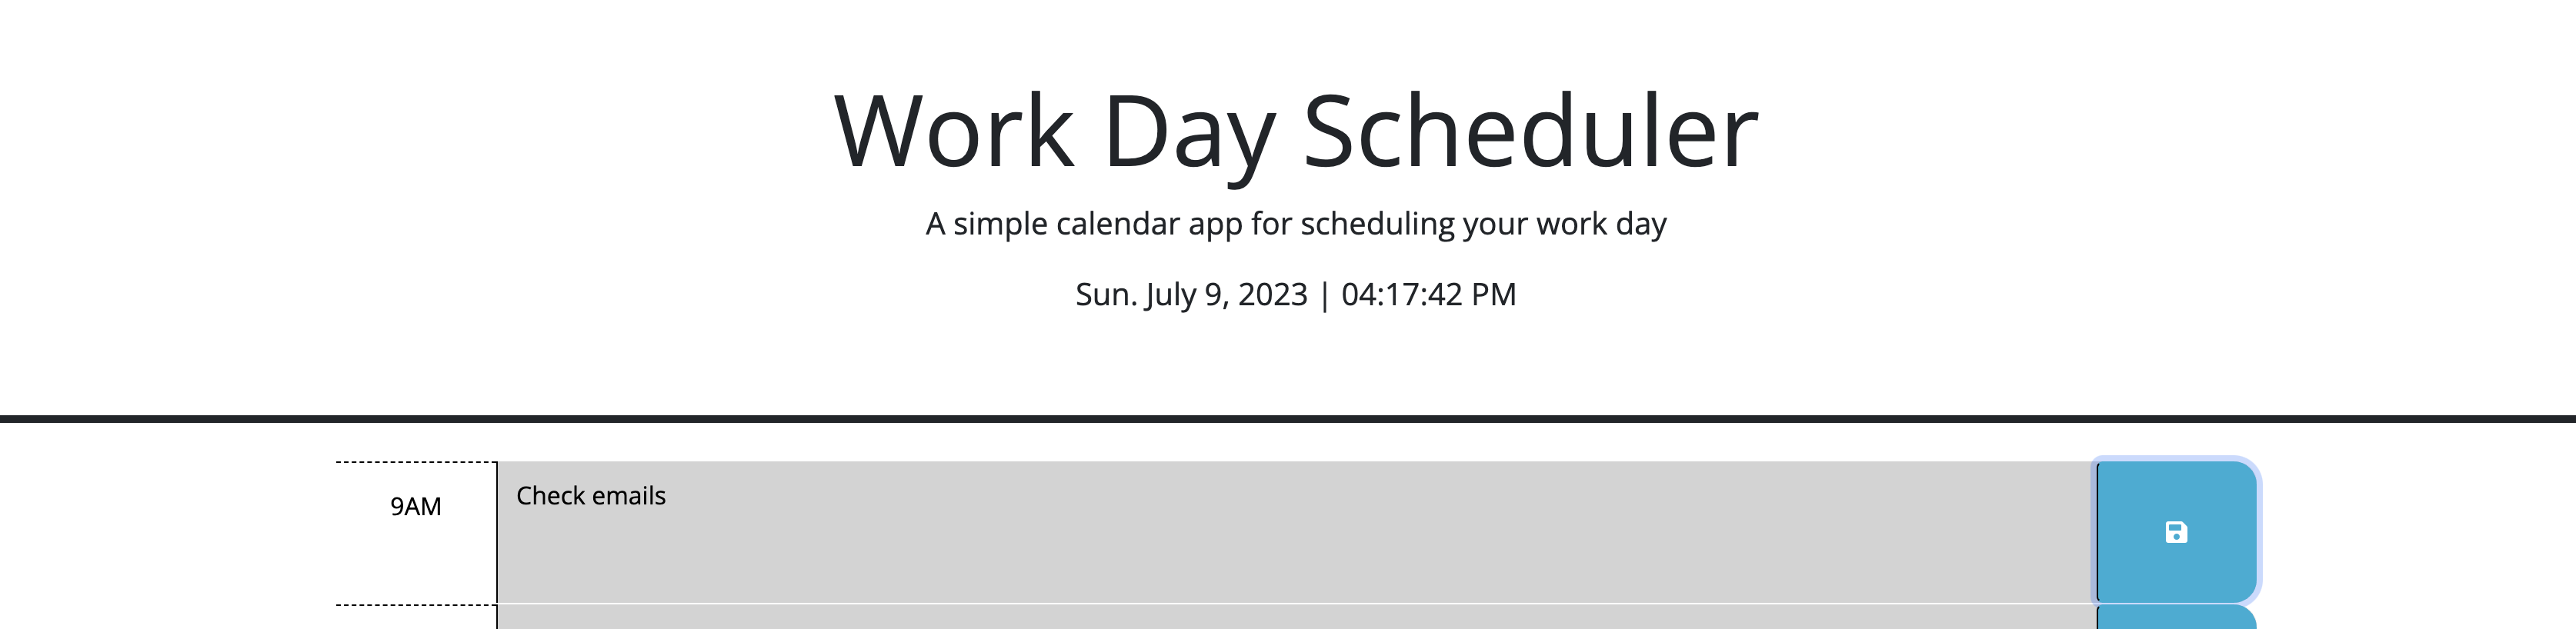 Work Day Scheduler
A simple calendar app for scheduling your work day
Sun. July 9, 2023 | 04:17:42 PM
9AM
Check emails